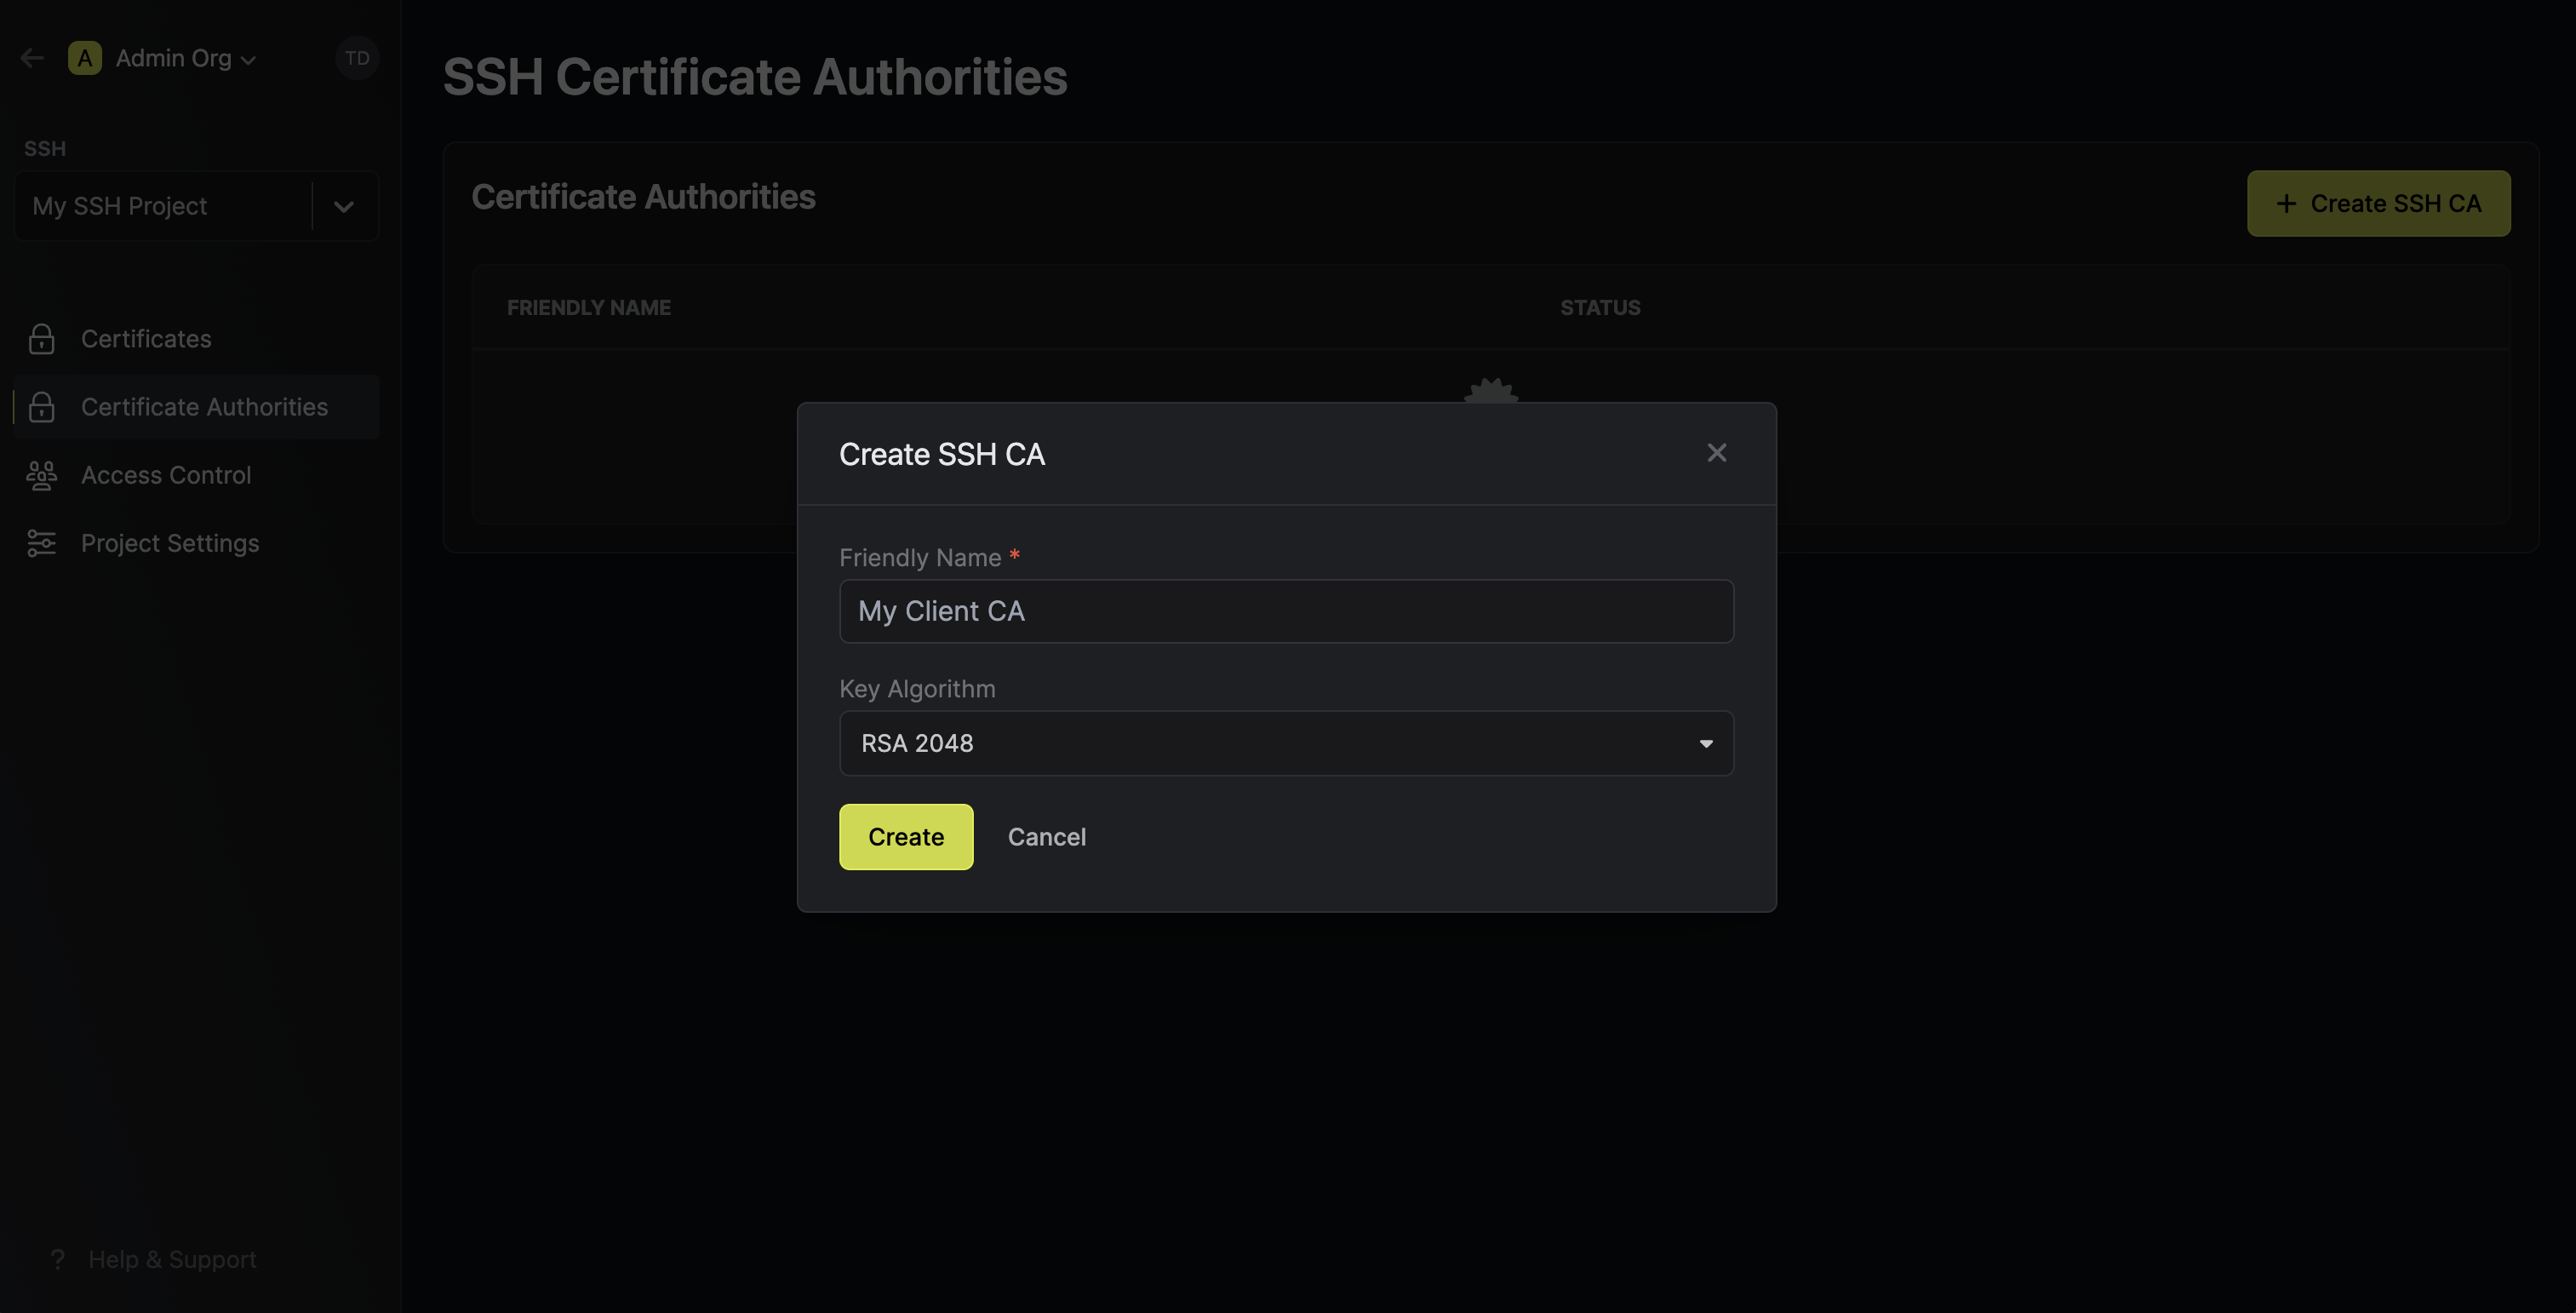 A Admin Org
TD
SSH
My SSH Project
Certificates
Certificate Authorities
Access Control
Project Settings
? Help & Support
SSH Certificate Authorities
Certificate Authorities
+ Create SSH CA
FRIENDLY NAME STATUS
Create SSH CA
Friendly Name *
My Client CA
Key Algorithm
RSA 2048
Create Cancel